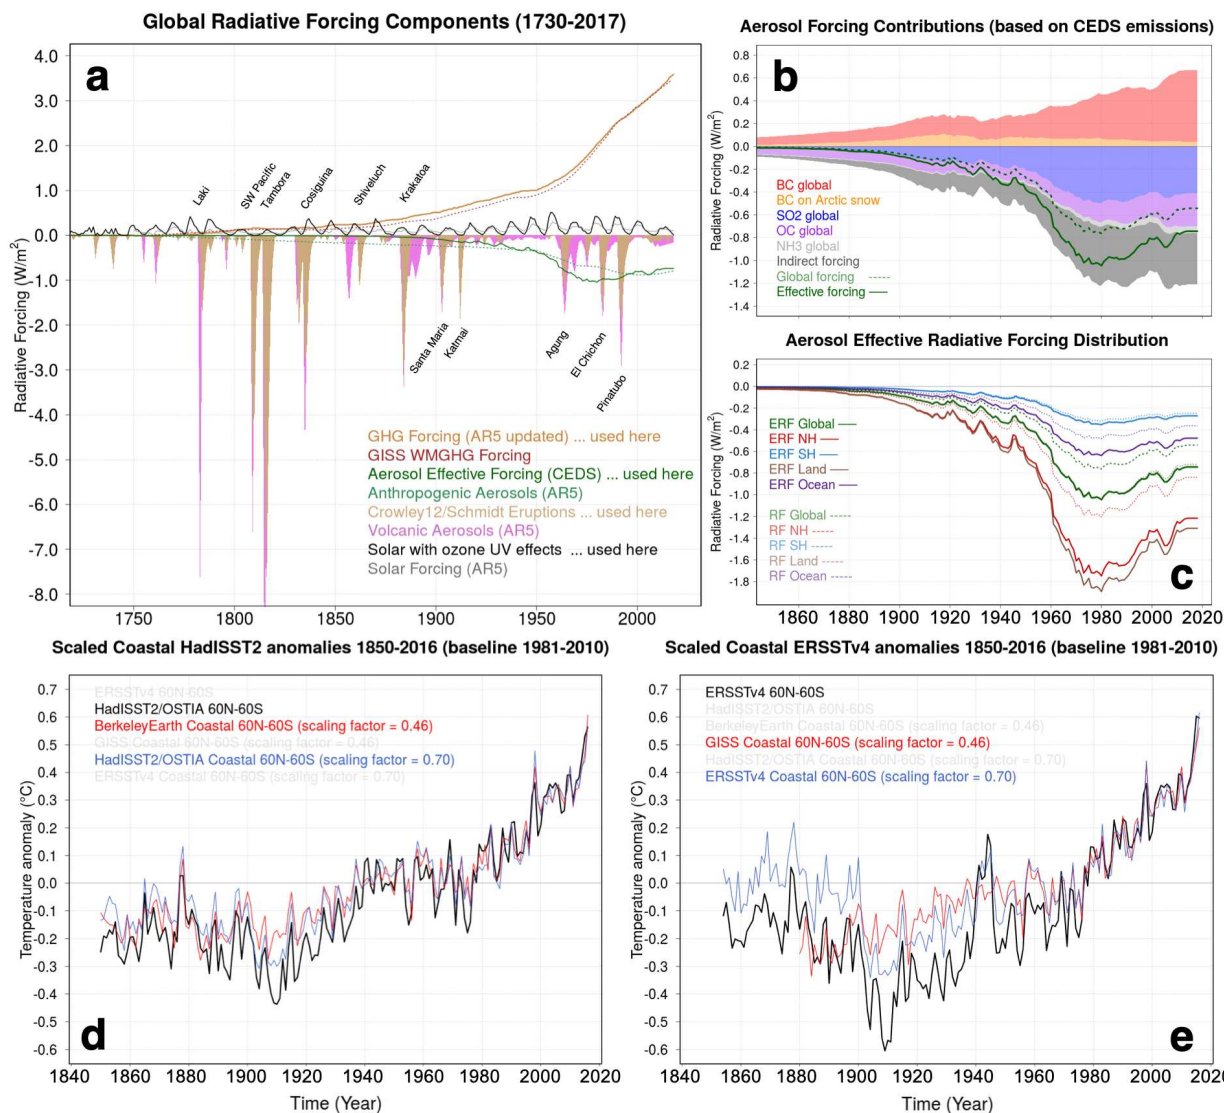 Global Radiative Forcing Components (1730-2017)
a
Radiative Forcing (W/m²)
4.0
3.0
2.0
1.0
0.0
-1.0
-2.0
-3.0
-4.0
-5.0
-6.0
-7.0
-8.0
Laki
SW Pacific
Tambora
Cosiguina
Shiveluch
Krakatoa
Santa Maria
Katmai
Agung
El Chichon
Pinatubo
GHG Forcing (AR5 updated) ... used here
GISS WMGHG Forcing
Aerosol Effective Forcing (CEDS) ... used here
Anthropogenic Aerosols (AR5)
Crowley12/Schmidt Eruptions ... used here
Volcanic Aerosols (AR5)
Solar with ozone UV effects ... used here
Solar Forcing (AR5)
1750 1800 1850 1900 1950 2000
Aerosol Forcing Contributions (based on CEDS emissions)
b
Radiative Forcing (W/m²)
0.8
0.6
0.4
0.2
0.0
-0.2
-0.4
-0.6
-0.8
-1.0
-1.2
-1.4
BC global
BC on Arctic snow
SO2 global
OC global
NH3 global
Indirect forcing
Global forcing -----
Effective forcing —
Aerosol Effective Radiative Forcing Distribution
Radiative Forcing (W/m²)
0.2
0.0
-0.2
-0.4
-0.6
-0.8
-1.0
-1.2
-1.4
-1.6
-1.8
ERF Global —
ERF NH —
ERF SH —
ERF Land —
ERF Ocean —
RF Global -----
RF NH -----
RF SH -----
RF Land -----
RF Ocean -----
c
1860 1880 1900 1920 1940 1960 1980 2000 2020
Scaled Coastal HadISST2 anomalies 1850-2016 (baseline 1981-2010)
Temperature anomaly (°C)
0.7
0.6
0.5
0.4
0.3
0.2
0.1
0.0
-0.1
-0.2
-0.3
-0.4
-0.5
-0.6
ERSSTv4 60N-60S
HadISST2/OSTIA 60N-60S
BerkeleyEarth Coastal 60N-60S (scaling factor = 0.46)
GISS Coastal 60N-60S (scaling factor = 0.46)
HadISST2/OSTIA Coastal 60N-60S (scaling factor = 0.70)
ERSSTv4 Coastal 60N-60S (scaling factor = 0.70)
d
1840 1860 1880 1900 1920 1940 1960 1980 2000 2020
Time (Year)
Scaled Coastal ERSSTv4 anomalies 1850-2016 (baseline 1981-2010)
Temperature anomaly (°C)
0.7
0.6
0.5
0.4
0.3
0.2
0.1
0.0
-0.1
-0.2
-0.3
-0.4
-0.5
-0.6
ERSSTv4 60N-60S
HadISST2/OSTIA 60N-60S
BerkeleyEarth Coastal 60N-60S (scaling factor = 0.46)
GISS Coastal 60N-60S (scaling factor = 0.46)
HadISST2/OSTIA Coastal 60N-60S (scaling factor = 0.70)
ERSSTv4 Coastal 60N-60S (scaling factor = 0.70)
e
1840 1860 1880 1900 1920 1940 1960 1980 2000 202
Time (Year)